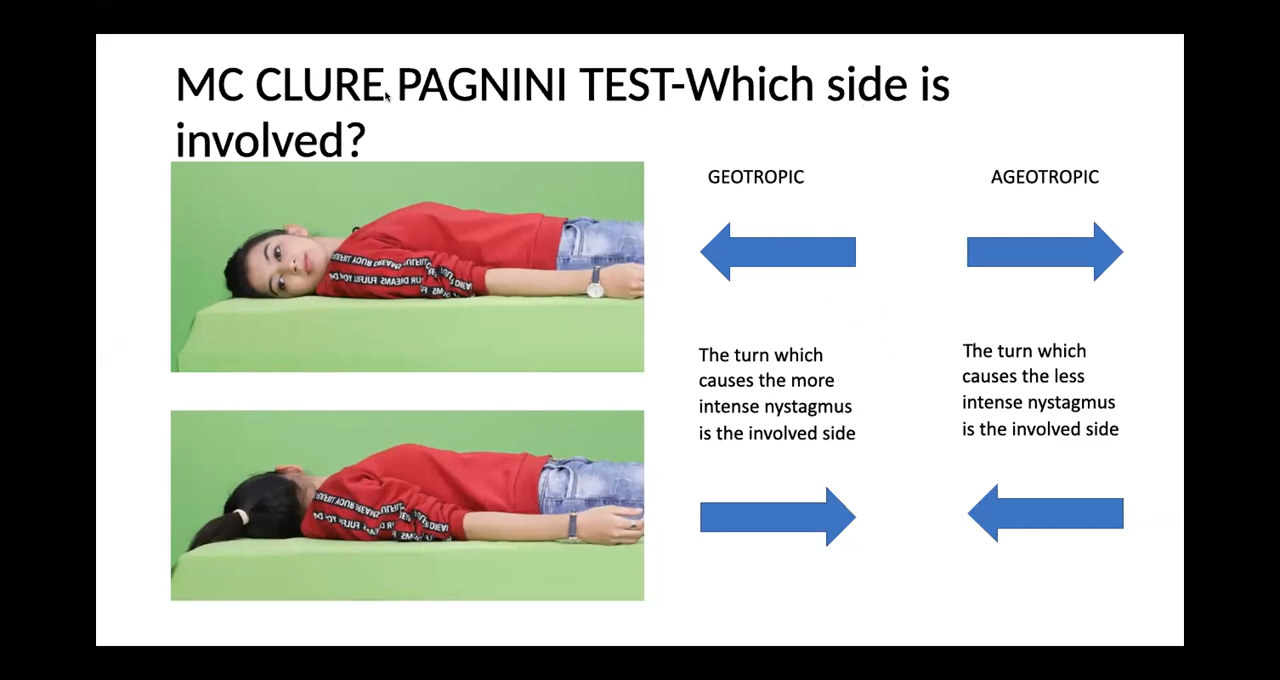 MC CLURE PAGNINI TEST-Which side is
involved?
GEOTROPIC
AGEOTROPIC
The turn which
causes the more
intense nystagmus
is the involved side
The turn which
causes the less
intense nystagmus
is the involved side